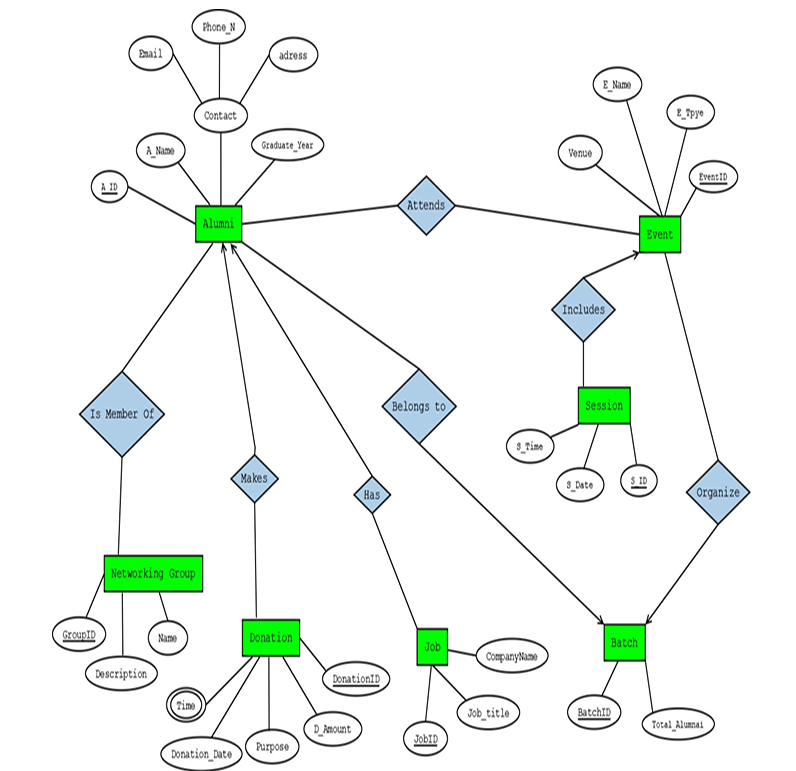 Phone_N
Email
adress
Contact
E_Name
E_Tpye
A_Name
Graduate_Year
Venue
A_ID
EventID
Alumni
Attends
Event
Includes
Is Member Of
Belongs to
Session
S_Time
S_Date
S_ID
Makes
Has
Organize
Networking Group
GroupID
Name
Description
Donation
Job
Batch
CompanyName
DonationID
Time
D_Amount
Donation_Date
Purpose
Job_title
JobID
BatchID
Total_Alumnai